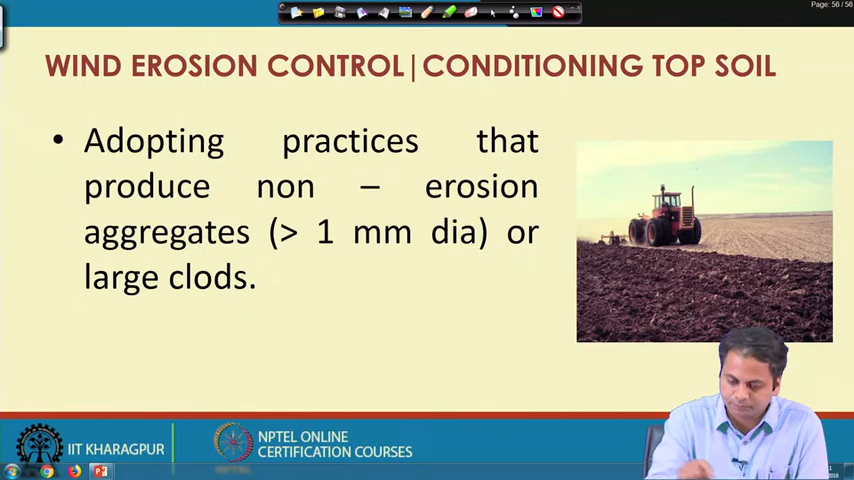 Page: 56 / 56
WIND EROSION CONTROL|CONDITIONING TOP SOIL
• Adopting practices that
produce non – erosion
aggregates (> 1 mm dia) or
large clods.
IIT KHARAGPUR
NPTEL ONLINE
CERTIFICATION COURSES